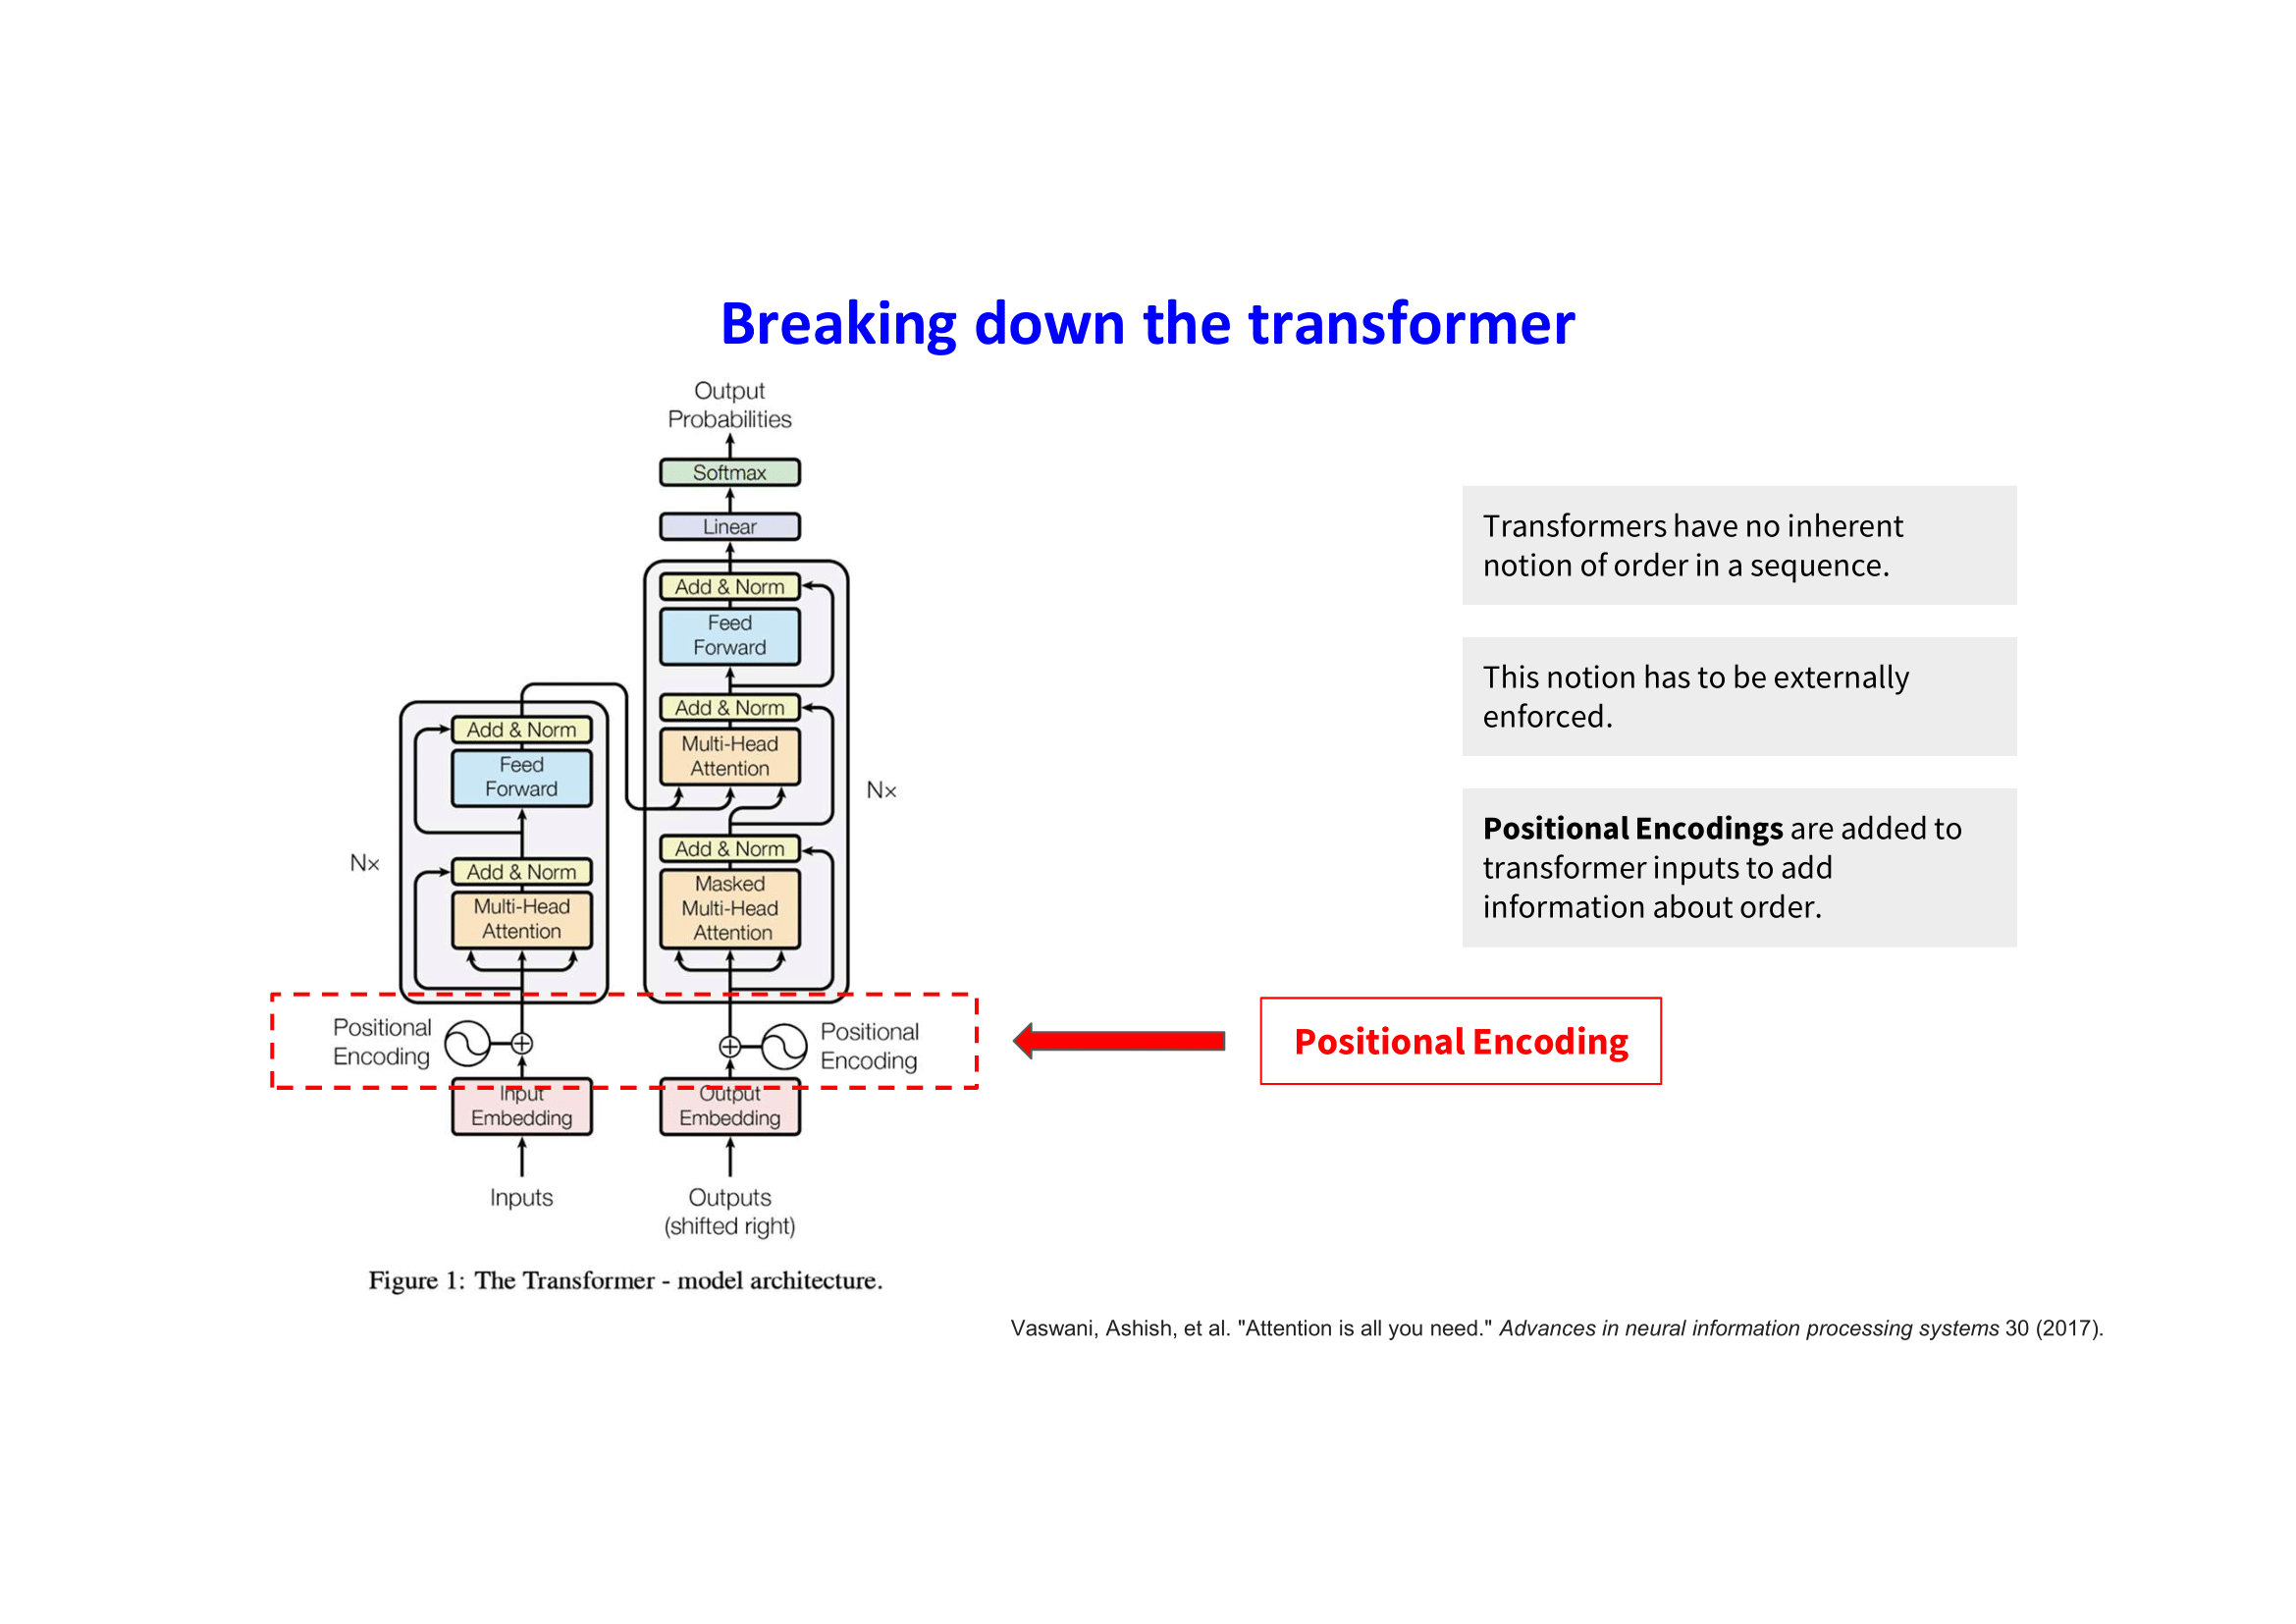 Breaking down the transformer
Output
Probabilities
Softmax
Linear
Add & Norm
Feed
Forward
Add & Norm
Multi-Head
Attention
Nx
Add & Norm
Masked
Multi-Head
Attention
Add & Norm
Feed
Forward
Nx
Add & Norm
Multi-Head
Attention
Positional
Encoding
Positional
Encoding
Input
Embedding
Output
Embedding
Inputs
Outputs
(shifted right)
Figure 1: The Transformer - model architecture.
Transformers have no inherent
notion of order in a sequence.
This notion has to be externally
enforced.
Positional Encodings are added to
transformer inputs to add
information about order.
Positional Encoding
Vaswani, Ashish, et al. "Attention is all you need." Advances in neural information processing systems 30 (2017).